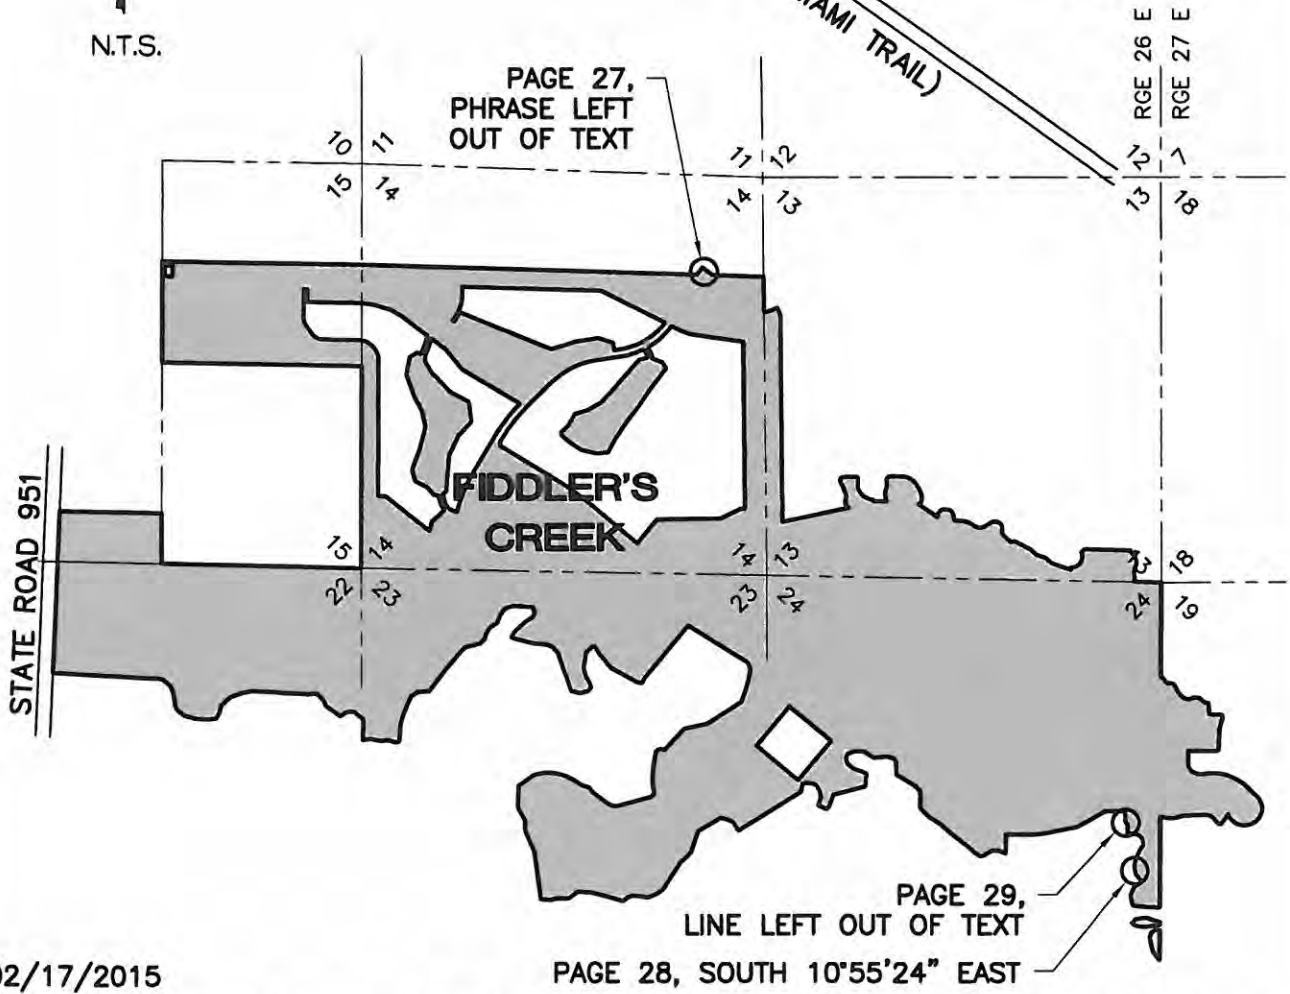 N.T.S.
MIAMI TRAIL)
RGE 26 E
RGE 27 E
PAGE 27,
PHRASE LEFT
OUT OF TEXT
10 11
15 14
11 12
14 13
12 7
13 18
STATE ROAD 951
FIDDLER'S
CREEK
15 14
22 23
14 13
23 24
13 18
24 19
PAGE 29,
LINE LEFT OUT OF TEXT
PAGE 28, SOUTH 10°55'24" EAST
02/17/2015